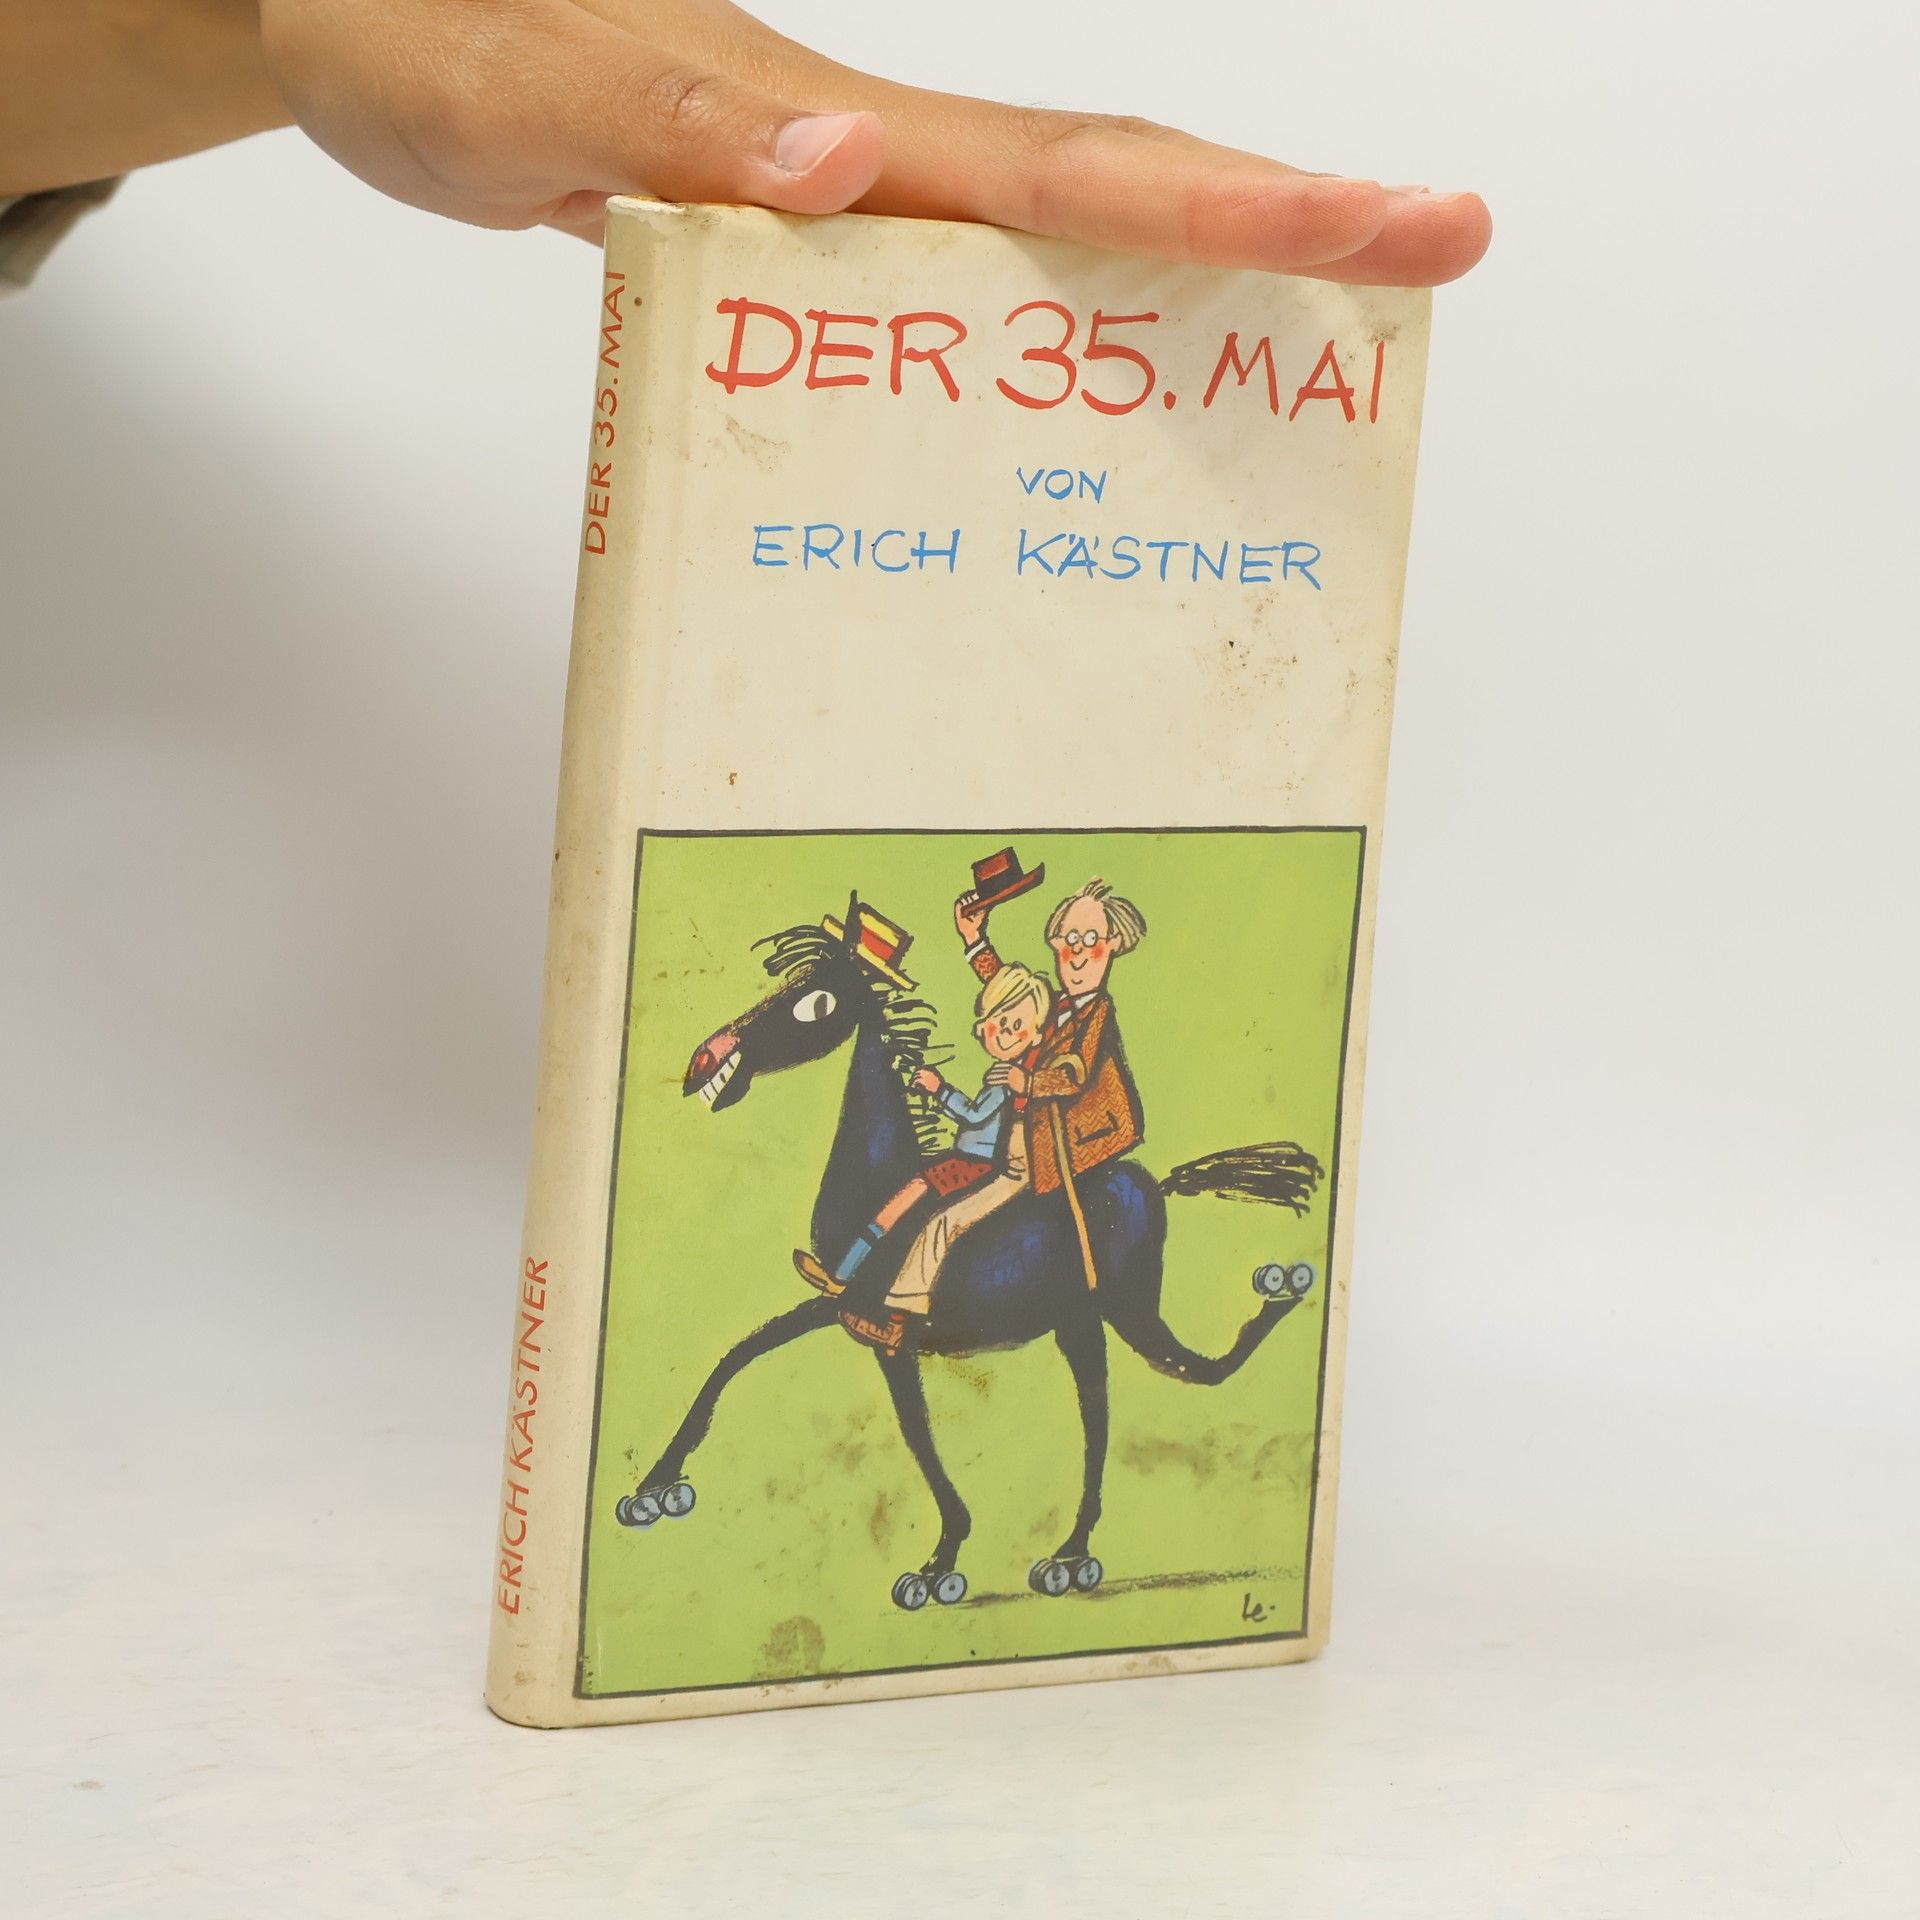 DER 35. MAI
VON
ERICH KÄSTNER
DER 35. MAI
ERICH KÄSTNER
Le.